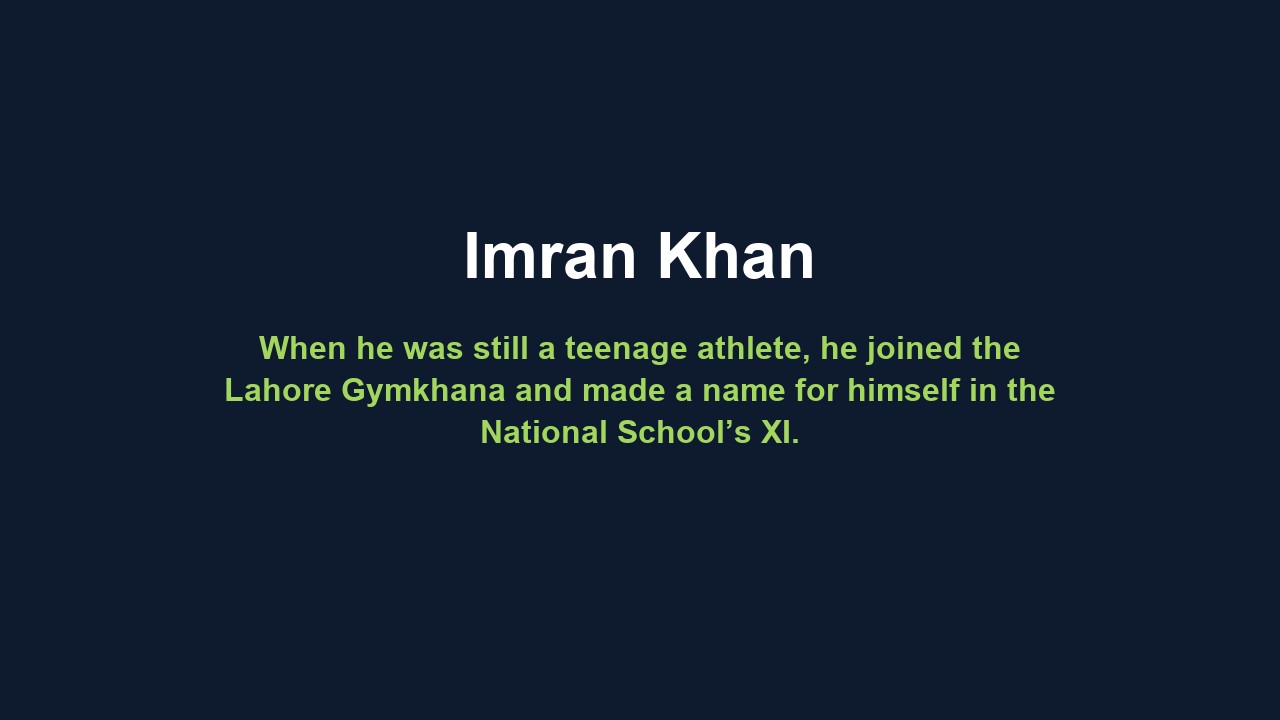 Imran Khan
When he was still a teenage athlete, he joined the
Lahore Gymkhana and made a name for himself in the
National School’s XI.